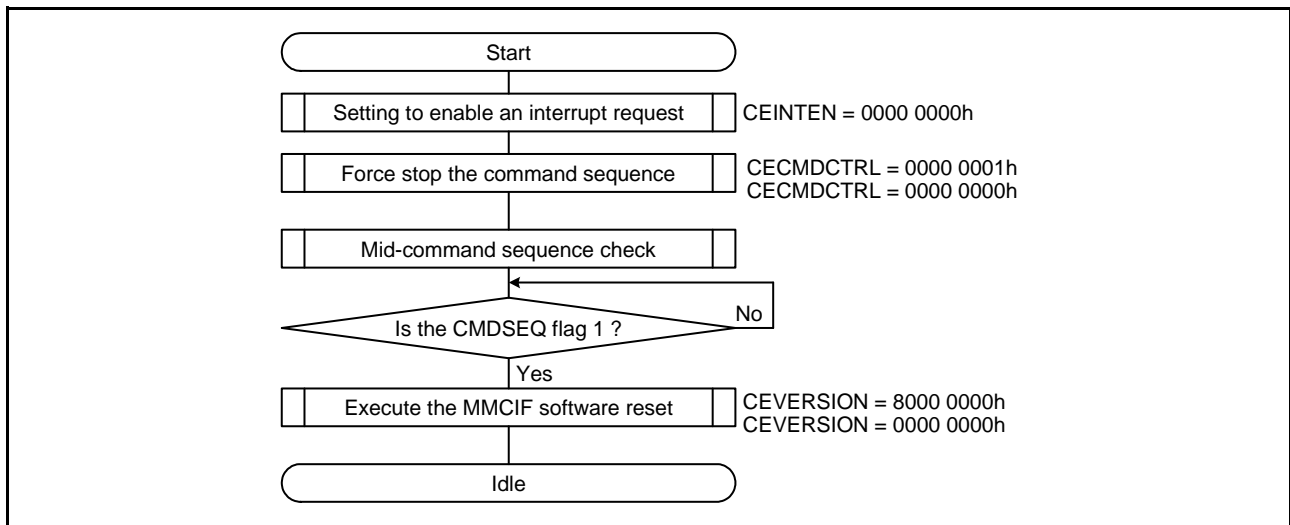 Start
Setting to enable an interrupt request
CEINTEN = 0000 0000h
Force stop the command sequence
CECMDCTRL = 0000 0001h
CECMDCTRL = 0000 0000h
Mid-command sequence check
No
Is the CMDSEQ flag 1 ?
Yes
Execute the MMCIF software reset
CEVERSION = 8000 0000h
CEVERSION = 0000 0000h
Idle